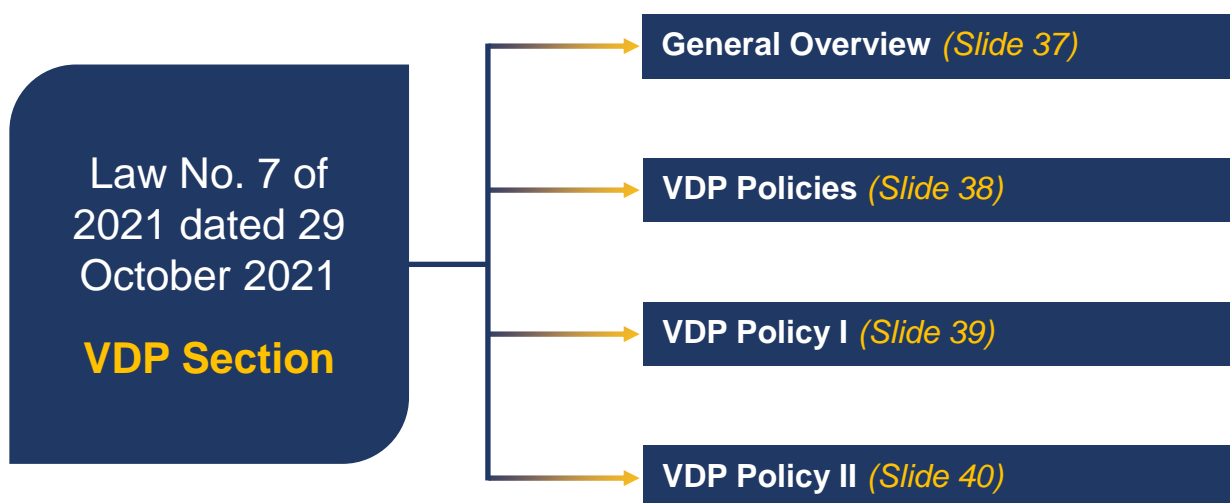 Law No. 7 of
2021 dated 29
October 2021
VDP Section
General Overview (Slide 37)
VDP Policies (Slide 38)
VDP Policy I (Slide 39)
VDP Policy II (Slide 40)